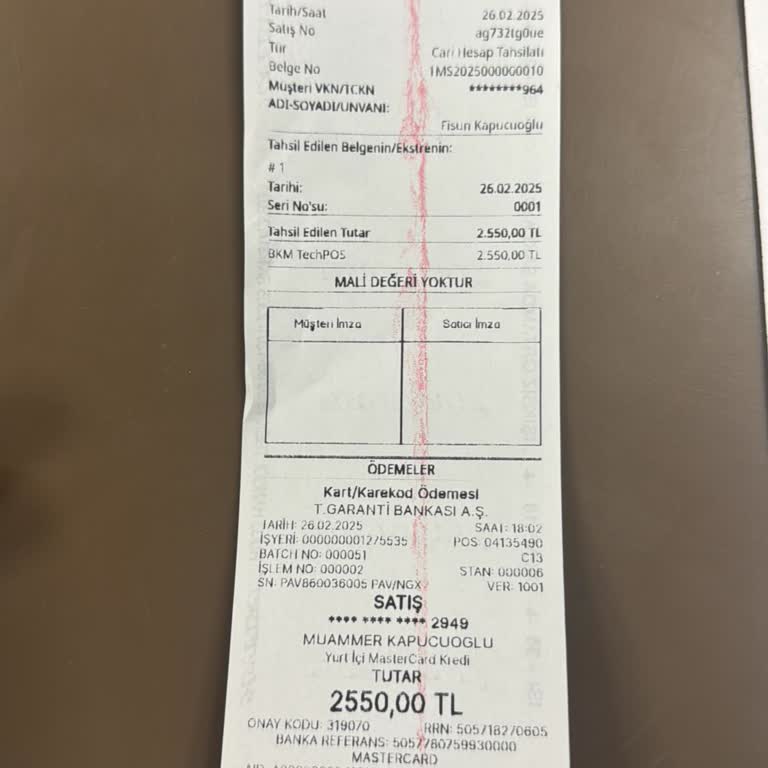 Tarih/Saat 26.02.2025
Satış No ag732tg0ue
Tür Cari Hesap Tahsilatı
Belge No 1MS2025000000010
Müşteri VKN/TCKN ********964
ADI-SOYADI/UNVANI:
Fisun Kapucuoğlu
Tahsil Edilen Belgenin/Ekstrenin:
# 1
Tarihi: 26.02.2025
Seri No'su: 0001
Tahsil Edilen Tutar 2.550,00 TL
BKM TechPOS 2.550,00 TL
MALİ DEĞERİ YOKTUR
Müşteri İmza Satıcı İmza
ÖDEMELER
Kart/Karekod Ödemesi
T.GARANTİ BANKASI A.Ş.
TARİH: 26.02.2025 SAAT: 18:02
İŞYERİ: 000000001275535 POS: 04135490
BATCH NO: 000051 C13
İŞLEM NO: 000002 STAN: 000006
SN: PAV860036005 PAV/NGX VER: 1001
SATIŞ
**** **** **** 2949
MUAMMER KAPUCUOGLU
Yurt İçi MasterCard Kredi
TUTAR
2550,00 TL
ONAY KODU: 319070 RRN: 505718270605
BANKA REFERANS: 5057780759930000
MASTERCARD